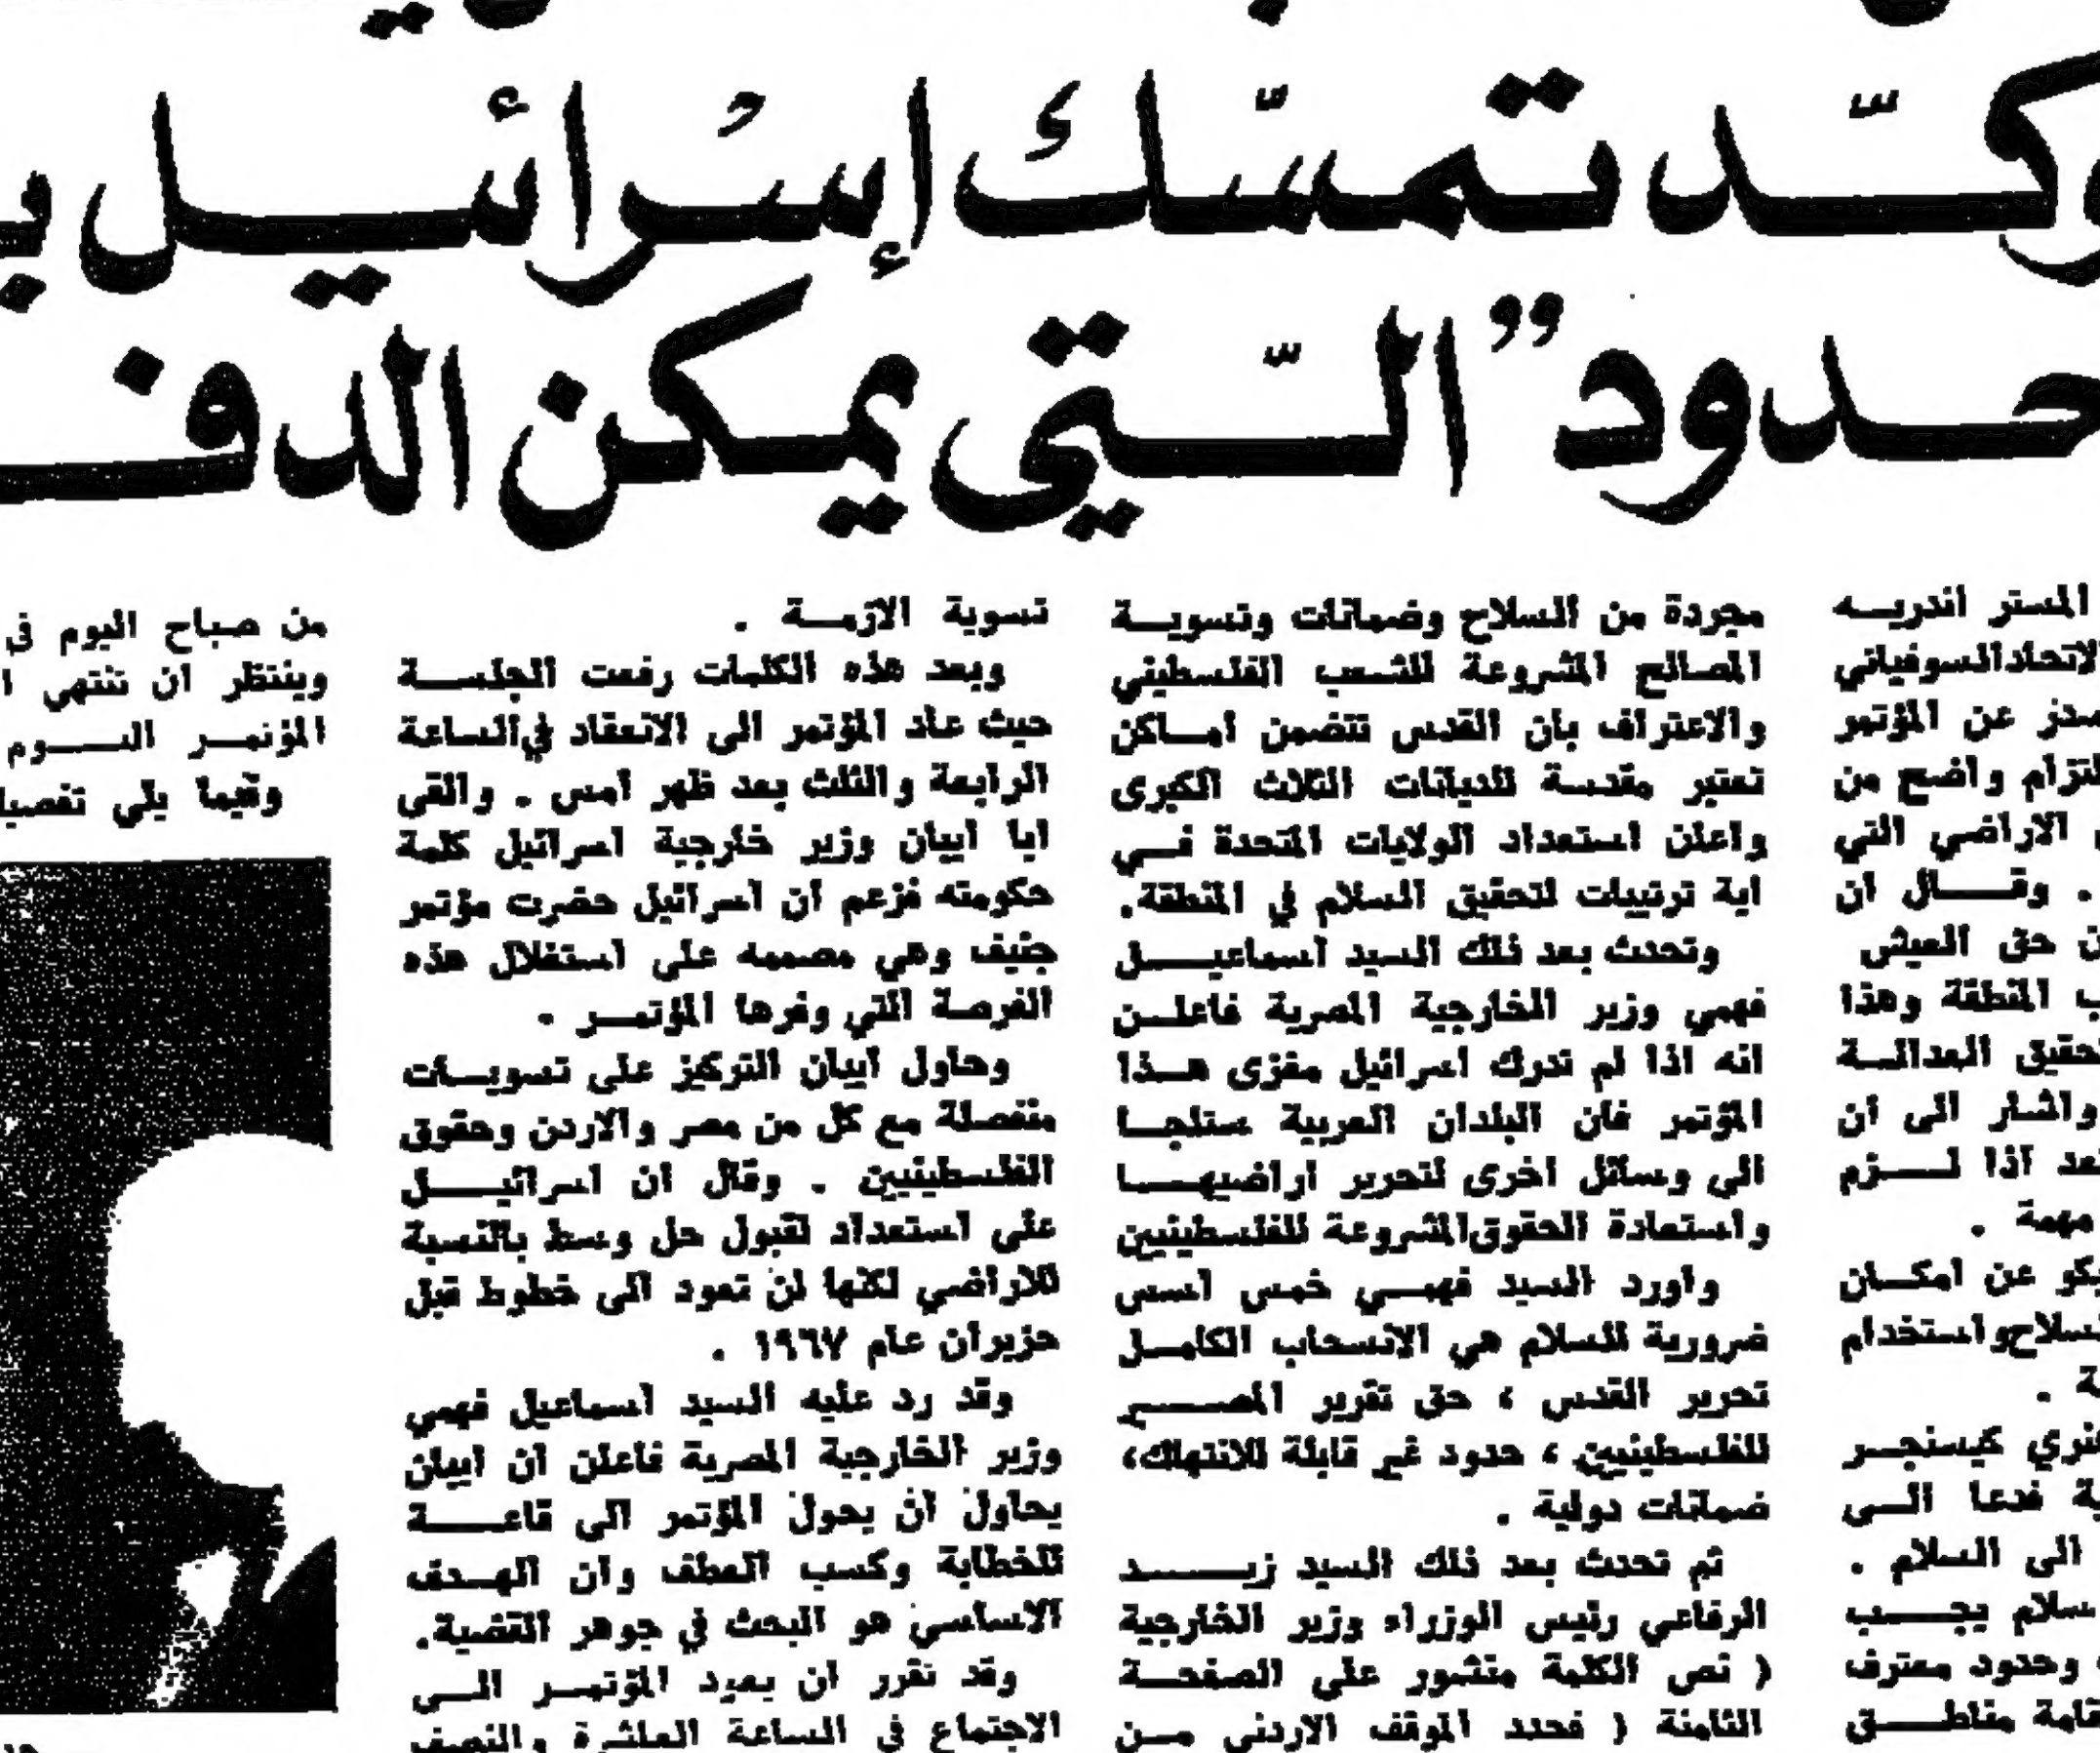 كّد تمسّك إسرائيل
حدود "التي يمكن الدف
المستر اندريه
الاتحاد السوفياتي
عن المؤتمر
واضح من
الاراضي التي
. وقال ان
حق العيش
المنطقة وهذا
العدالة
واشار الى ان
اذا لزم
مهمة .
عن امكان
واستخدام
.
كيسنجر
فدعا الى
الى السلام .
سلام يجب
وحدود معترف
مناطق
مجردة من السلاح وضمانات وتسوية
المصالح المشروعة للشعب الفلسطيني
والاعتراف بان القدس تتضمن اماكن
تعتبر مقدسة للديانات الثلاث الكبرى
واعلن استعداد الولايات المتحدة في
اية ترتيبات لتحقيق السلام في المنطقة.
وتحدث بعد ذلك السيد اسماعيل
فهمي وزير الخارجية المصرية فاعلن
انه اذا لم تدرك اسرائيل مغزى هذا
المؤتمر فان البلدان العربية ستلجا
الى وسائل اخرى لتحرير اراضيها
واستعادة الحقوق المشروعة للفلسطينيين
واورد السيد فهمي خمس اسس
ضرورية للسلام هي الانسحاب الكامل
تحرير القدس ، حق تقرير المصير
للفلسطينيين ، حدود غير قابلة للانتهاك،
ضمانات دولية .
ثم تحدث بعد ذلك السيد زيد
الرفاعي رئيس الوزراء وزير الخارجية
( نص الكلمة منشور على الصفحة
الثامنة ( فحدد الموقف الاردني من
تسوية الازمة .
وبعد هذه الكلمات رفعت الجلسة
حيث عاد المؤتمر الى الانعقاد في الساعة
الرابعة والثلث بعد ظهر امس . والقى
ابا ايبان وزير خارجية اسرائيل كلمة
حكومته فزعم ان اسرائيل حضرت مؤتمر
جنيف وهي مصممه على استغلال هذه
الفرصة التي وفرها المؤتمر .
وحاول ايبان التركيز على تسويات
منفصلة مع كل من مصر والاردن وحقوق
الفلسطينيين . وقال ان اسرائيل
على استعداد لقبول حل وسط بالنسبة
للاراضي لكنها لن تعود الى خطوط قبل
حزيران عام ١٩٦٧ .
وقد رد عليه السيد اسماعيل فهمي
وزير الخارجية المصرية فاعلن ان ايبان
يحاول ان يحول المؤتمر الى قاعة
للخطابة وكسب العطف وان الهدف
الاساسي هو البحث في جوهر القضية.
وقد تقرر ان يعود المؤتمر الى
الاجتماع في الساعة العاشرة والنصف
من صباح اليوم في
وينتظر ان تنتهي
المؤتمر اليوم
وفيما يلي